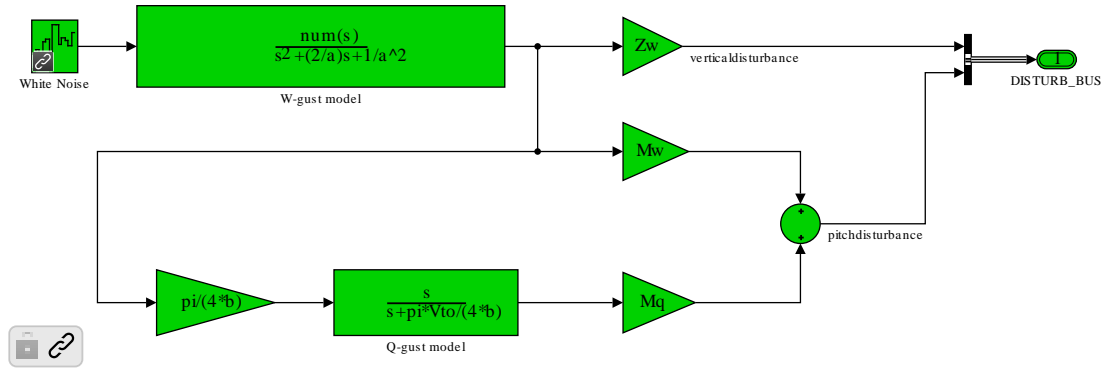 num(s)
s2+(2/a)s+1/a^2
Zw
1
White Noise
W-gust model
verticaldisturbance
DISTURB_BUS
Mw
+
+
pitchdisturbance
pi/(4*b)
s
s+pi*Vto/(4*b)
Mq
Q-gust model